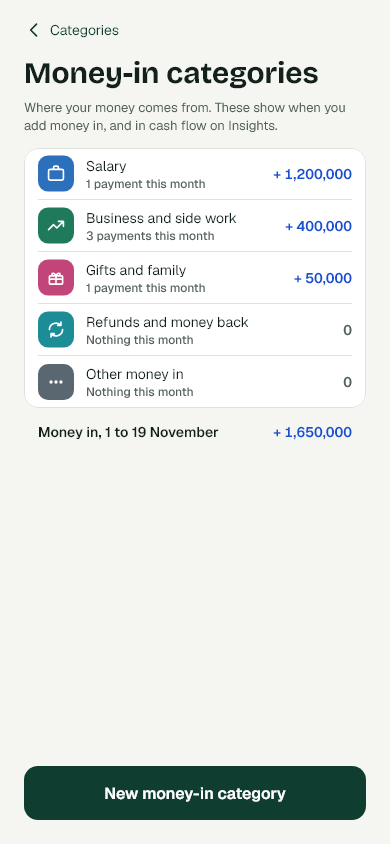 Categories
Money-in categories
Where your money comes from. These show when you
add money in, and in cash flow on Insights.
Salary
1 payment this month
+ 1,200,000
Business and side work
3 payments this month
+ 400,000
Gifts and family
1 payment this month
+ 50,000
Refunds and money back
Nothing this month
0
Other money in
Nothing this month
0
Money in, 1 to 19 November
+ 1,650,000
New money-in category